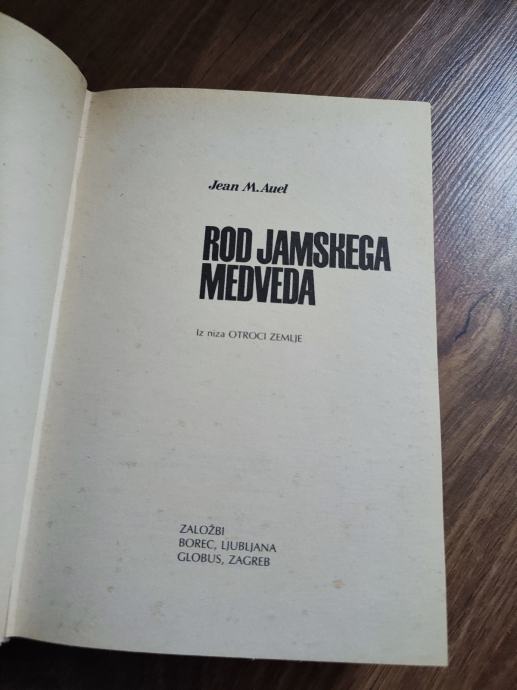 Jean M. Auel
ROD JAMSKEGA
MEDVEDA
Iz niza OTROCI ZEMLJE
ZALOŽBI
BOREC, LJUBLJANA
GLOBUS, ZAGREB